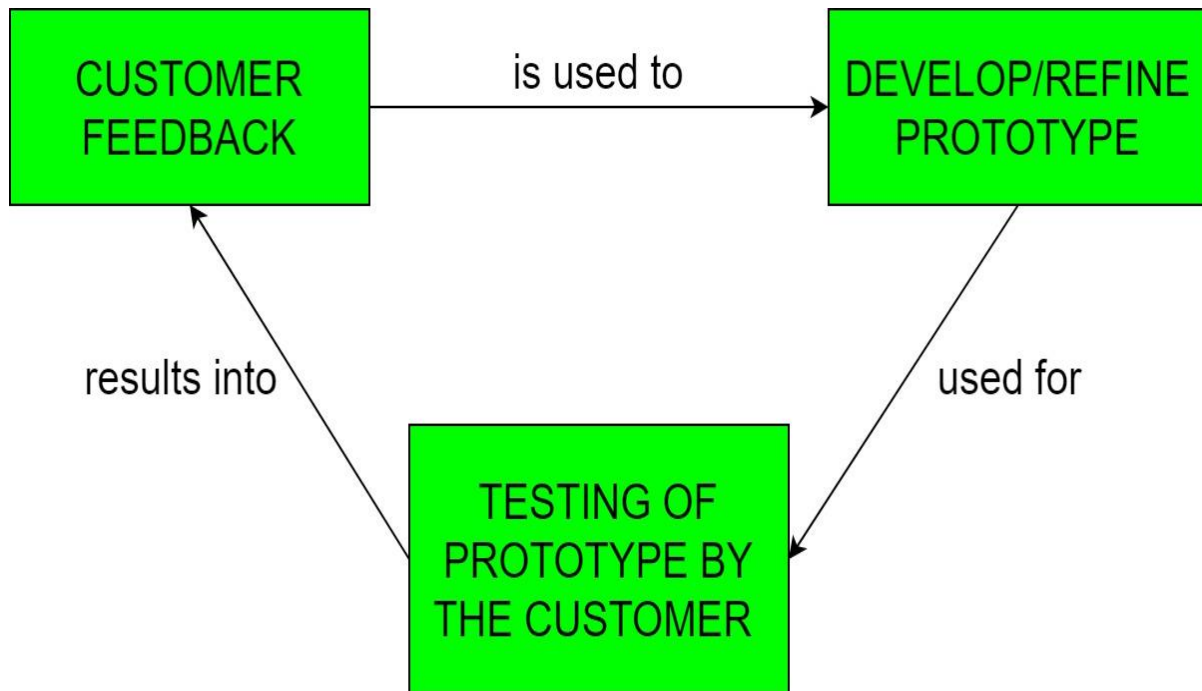 CUSTOMER
FEEDBACK
is used to
DEVELOP/REFINE
PROTOTYPE
results into
used for
TESTING OF
PROTOTYPE BY
THE CUSTOMER